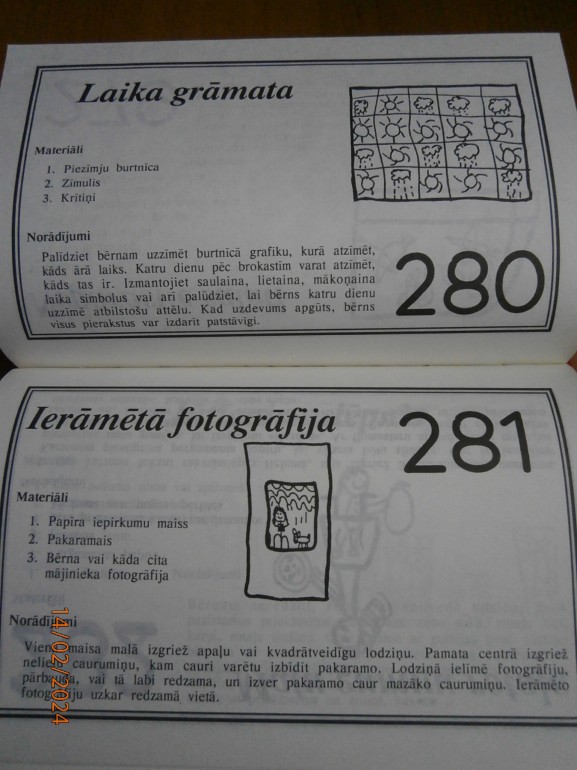 Laika grāmata
Materiāli
1. Piezīmju burtnīca
2. Zīmulis
3. Krītiņi
Norādījumi
Palīdziet bērnam uzzīmēt burtnīcā grafiku, kurā atzīmēt,
kāds ārā laiks. Katru dienu pēc brokastīm varat atzīmēt,
kāds tas ir. Izmantojiet saulaina, lietaina, mākoņaina
laika simbolus vai arī palūdziet, lai bērns katru dienu
uzzīmē atbilstošu attēlu. Kad uzdevums apgūts, bērns
visus pierakstus var izdarīt patstāvīgi.
280
Ierāmētā fotogrāfija
281
Materiāli
1. Papīra iepirkumu maiss
2. Pakaramais
3. Bērna vai kāda cita
mājinieka fotogrāfija
Norādījumi
Vienā maisa malā izgriež apaļu vai kvadrātveidīgu lodziņu. Pamata centrā izgriež
nelielu caurumiņu, kam cauri varētu izbīdīt pakaramo. Lodziņā ielīmē fotogrāfiju,
pārbauda, vai tā labi redzama, un izver pakaramo caur mazāko caurumiņu. Ierāmēto
fotogrāfiju uzkar redzamā vietā.
14/02/2024